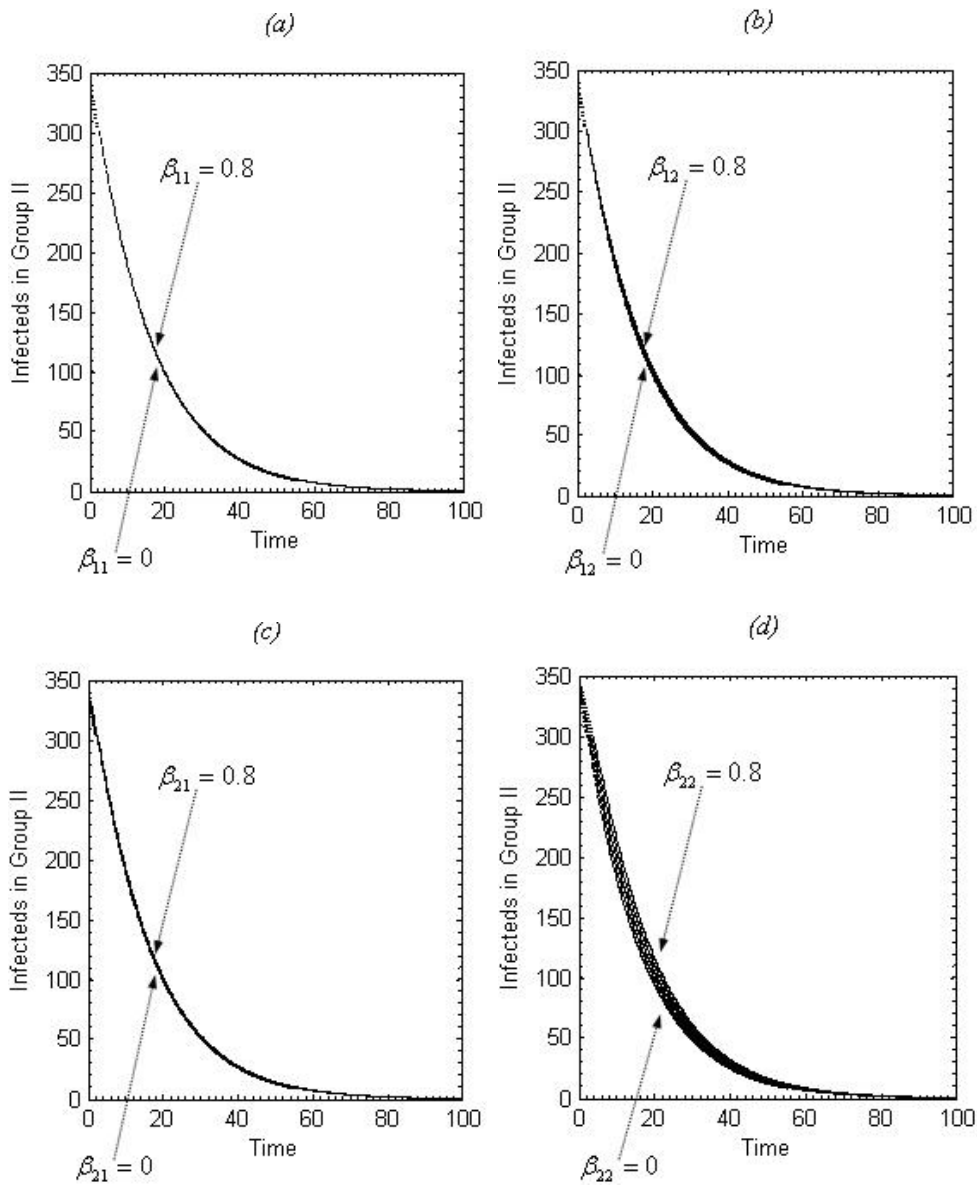 (a)
350
300
250
200
150
100
50
0
Infecteds in Group II
β₁₁ = 0.8
0 20 40 60 80 100
Time
β₁₁ = 0
(b)
350
300
250
200
150
100
50
0
Infecteds in Group II
β₁₂ = 0.8
0 20 40 60 80 100
Time
β₁₂ = 0
(c)
350
300
250
200
150
100
50
0
Infecteds in Group II
β₂₁ = 0.8
0 20 40 60 80 100
Time
β₂₁ = 0
(d)
350
300
250
200
150
100
50
0
Infecteds in Group II
β₂₂ = 0.8
0 20 40 60 80 100
Time
β₂₂ = 0